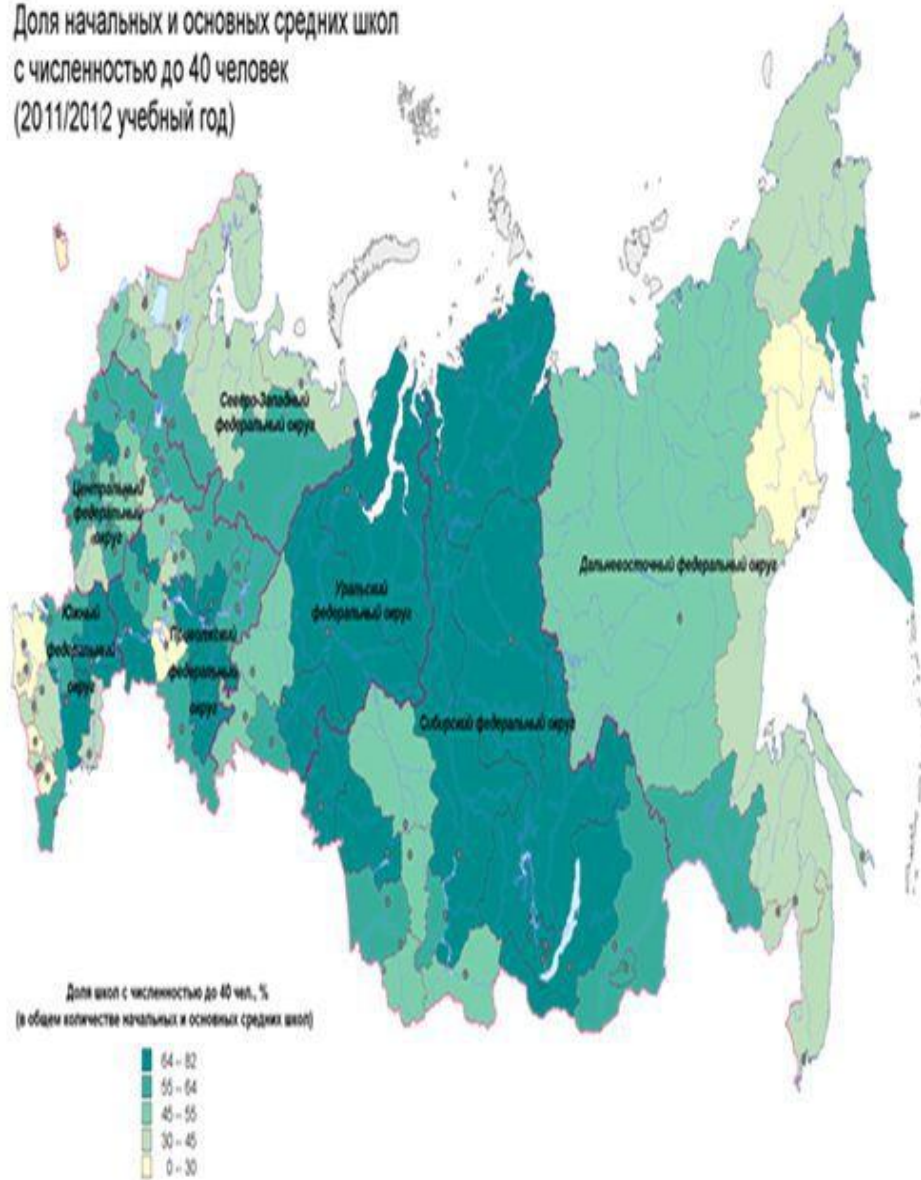 Доля начальных и основных средних школ
с численностью до 40 человек
(2011/2012 учебный год)
Северо-Западный
федеральный округ
Центральный
федеральный
округ
Южный
федеральный
округ
Приволжский
федеральный
округ
Уральский
федеральный округ
Сибирский федеральный округ
Дальневосточный федеральный округ
Доля школ с численностью до 40 чел., %
(в общем количестве начальных и основных средних школ)
64 – 82
55 – 64
45 – 55
30 – 45
0 – 30